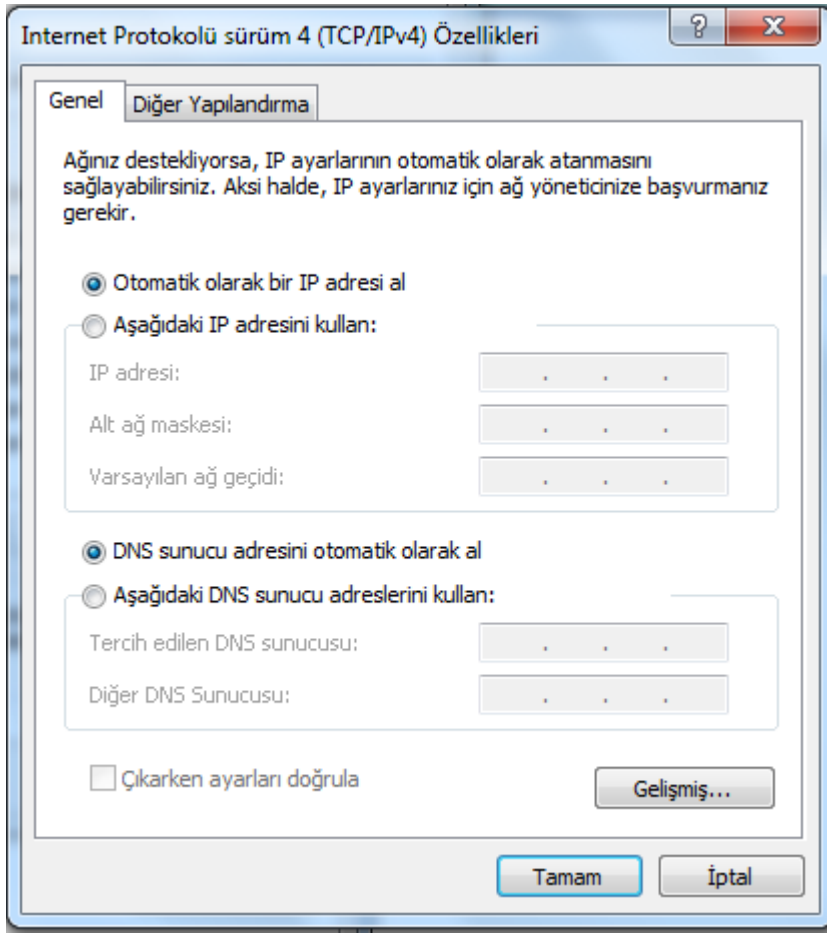 Internet Protokolü sürüm 4 (TCP/IPv4) Özellikleri
Genel
Diğer Yapılandırma
Ağınız destekliyorsa, IP ayarlarının otomatik olarak atanmasını
sağlayabilirsiniz. Aksi halde, IP ayarlarınız için ağ yöneticinize başvurmanız
gerekir.
Otomatik olarak bir IP adresi al
Aşağıdaki IP adresini kullan:
IP adresi:
Alt ağ maskesi:
Varsayılan ağ geçidi:
DNS sunucu adresini otomatik olarak al
Aşağıdaki DNS sunucu adreslerini kullan:
Tercih edilen DNS sunucusu:
Diğer DNS Sunucusu:
Çıkarken ayarları doğrula
Gelişmiş...
Tamam
İptal